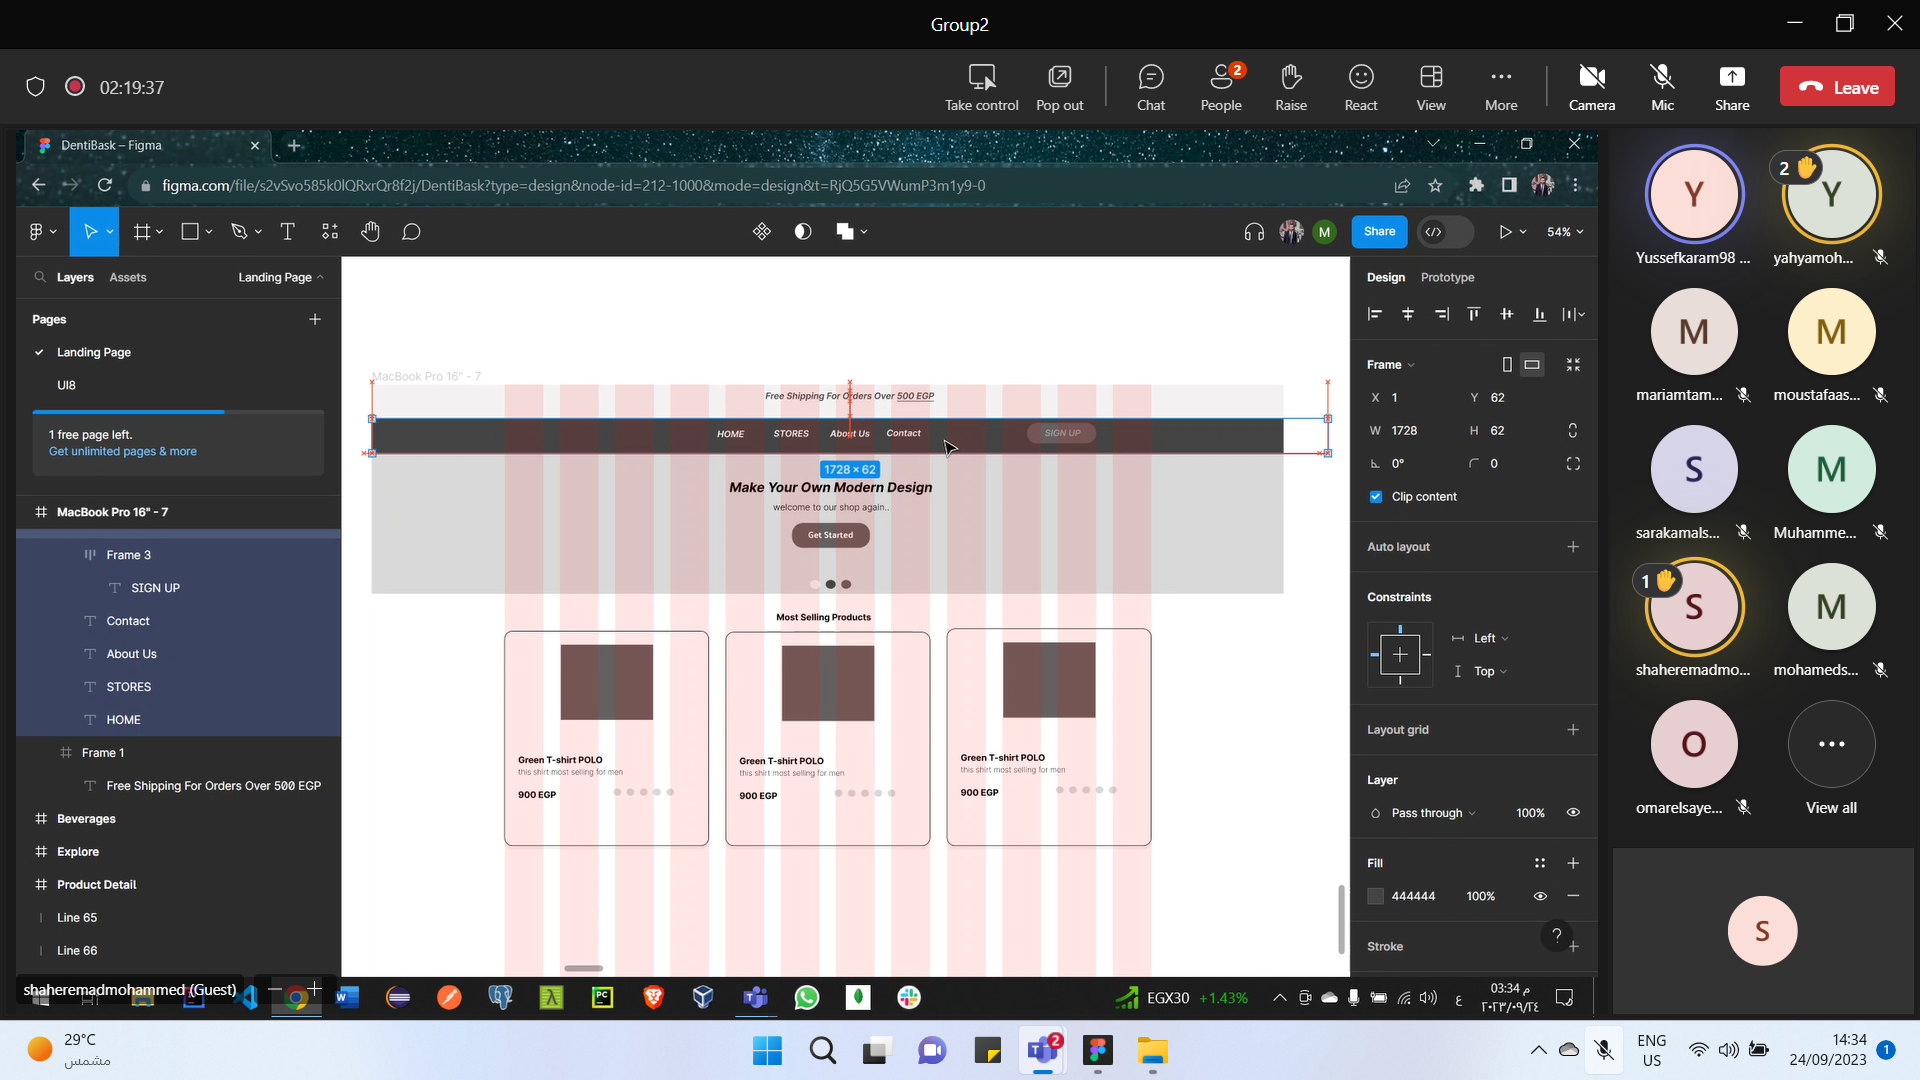 Group2
02:19:37
Take control
Pop out
Chat
People
2
Raise
React
View
More
Camera
Mic
Share
Leave
DentiBask – Figma
figma.com/file/s2vSvo585k0lQRxrQr8f2j/DentiBask?type=design&node-id=212-1000&mode=design&t=RjQ5G5VWumP3m1y9-0
M
Share
54%
Layers
Assets
Landing Page
Pages
Landing Page
UI8
1 free page left.
Get unlimited pages & more
MacBook Pro 16" - 7
Frame 3
SIGN UP
Contact
About Us
STORES
HOME
Frame 1
Free Shipping For Orders Over 500 EGP
Beverages
Explore
Product Detail
Line 65
Line 66
MacBook Pro 16" - 7
Free Shipping For Orders Over 500 EGP
HOME
STORES
About Us
Contact
SIGN UP
1728 × 62
Make Your Own Modern Design
welcome to our shop again..
Get Started
Most Selling Products
Green T-shirt POLO
this shirt most selling for men
900 EGP
Green T-shirt POLO
this shirt most selling for men
900 EGP
Green T-shirt POLO
this shirt most selling for men
900 EGP
Design
Prototype
Frame
X 1
Y 62
W 1728
H 62
0°
0
Clip content
Auto layout
Constraints
Left
Top
Layout grid
Layer
Pass through
100%
Fill
444444
100%
Stroke
?
Y
Yussefkaram98 ...
2
Y
yahyamoh...
M
mariamtam...
M
moustafaas...
S
sarakamals...
M
Muhamme...
1
S
shaheremadmo...
M
mohameds...
O
omarelsaye...
View all
S
shaheremadmohammed (Guest)
EGX30 +1.43%
ع
03:34 م
٢٠٢٣/٠٩/٢٤
29°C
مشمس
2
ENG
US
14:34
24/09/2023
1